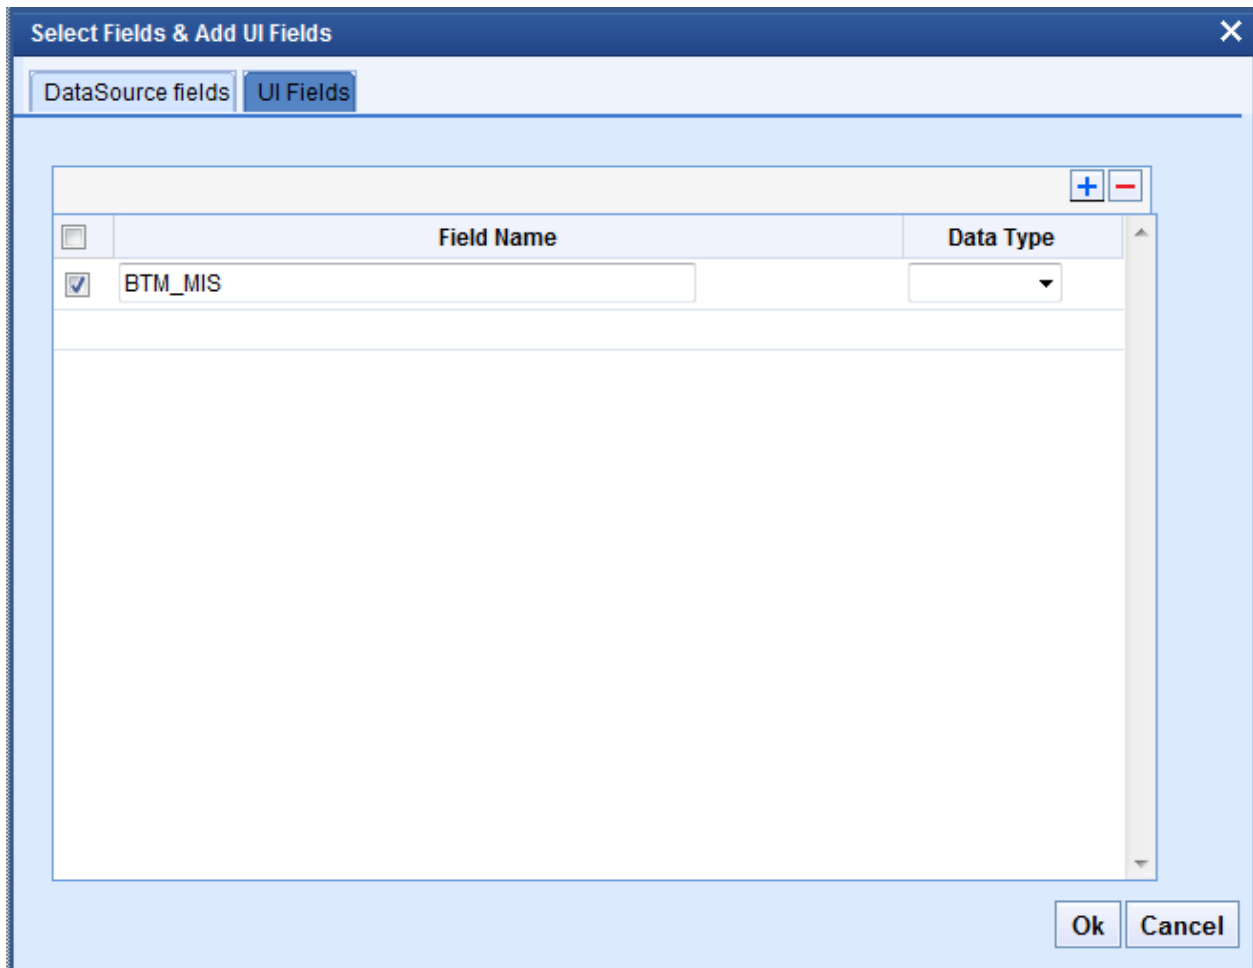 Select Fields & Add UI Fields
DataSource fields UI Fields
Field Name Data Type
BTM_MIS
Ok Cancel